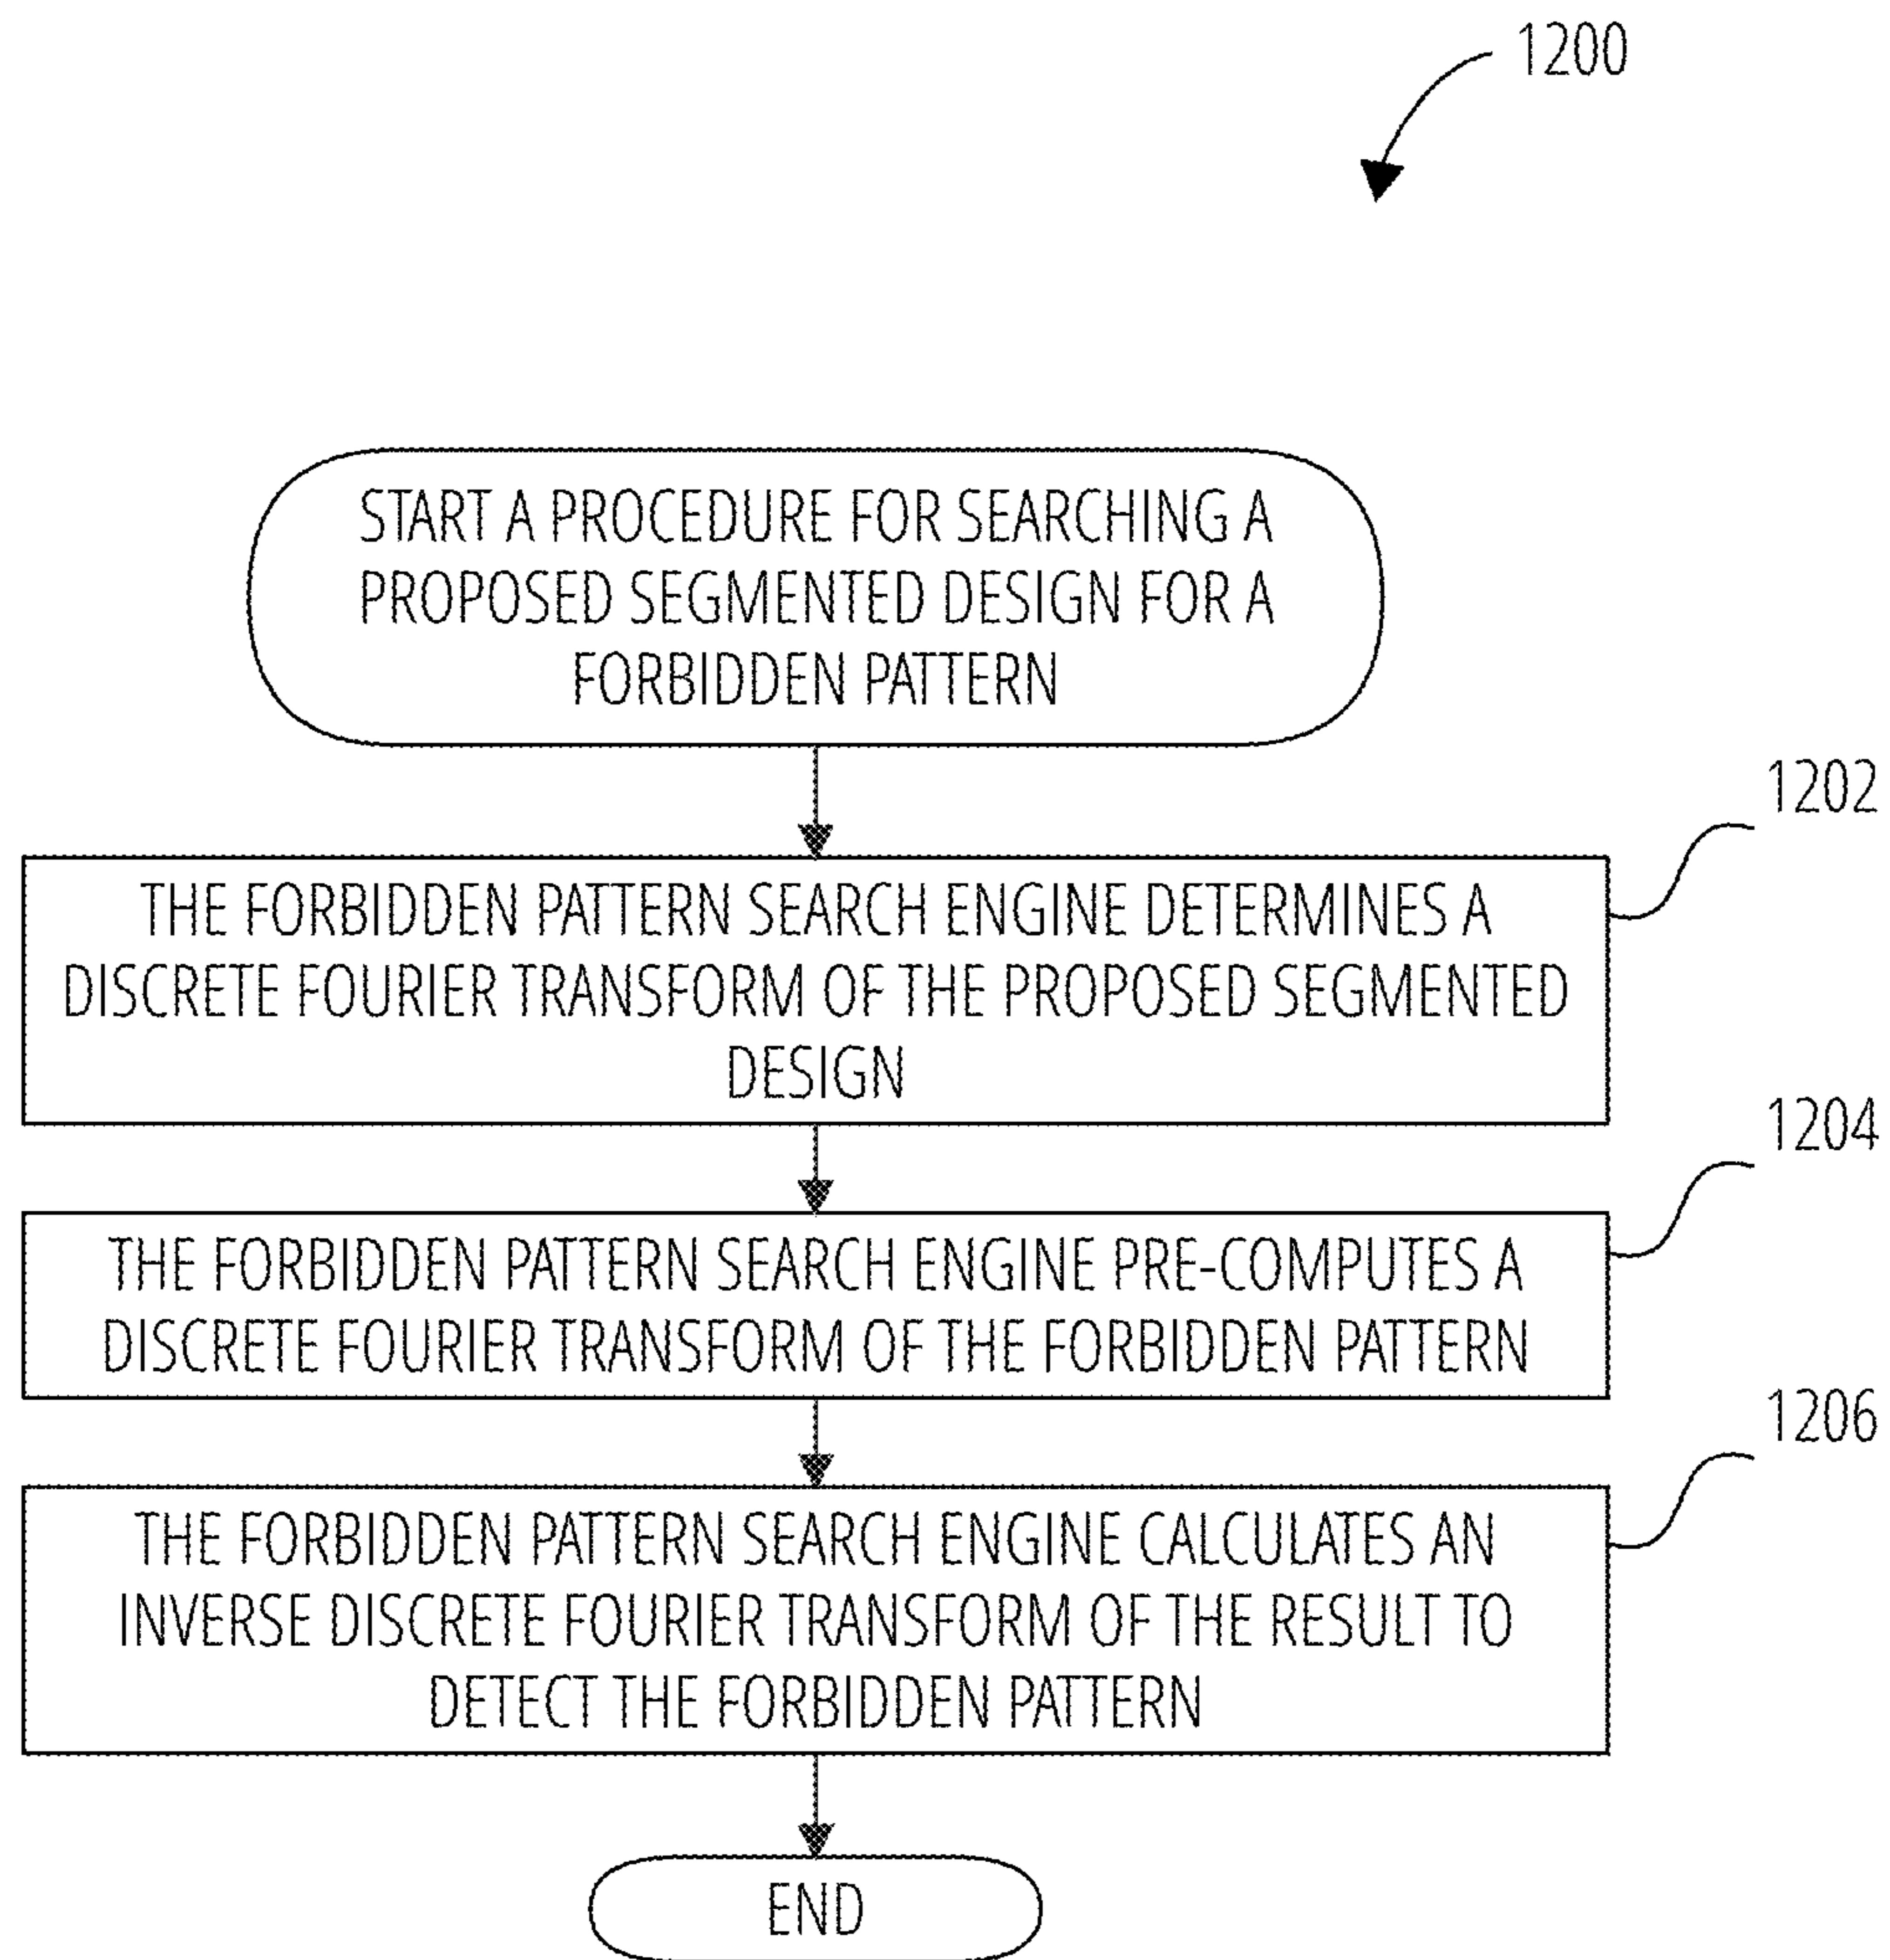 1200
START A PROCEDURE FOR SEARCHING A
PROPOSED SEGMENTED DESIGN FOR A
FORBIDDEN PATTERN
1202
THE FORBIDDEN PATTERN SEARCH ENGINE DETERMINES A
DISCRETE FOURIER TRANSFORM OF THE PROPOSED SEGMENTED
DESIGN
1204
THE FORBIDDEN PATTERN SEARCH ENGINE PRE-COMPUTES A
DISCRETE FOURIER TRANSFORM OF THE FORBIDDEN PATTERN
1206
THE FORBIDDEN PATTERN SEARCH ENGINE CALCULATES AN
INVERSE DISCRETE FOURIER TRANSFORM OF THE RESULT TO
DETECT THE FORBIDDEN PATTERN
END